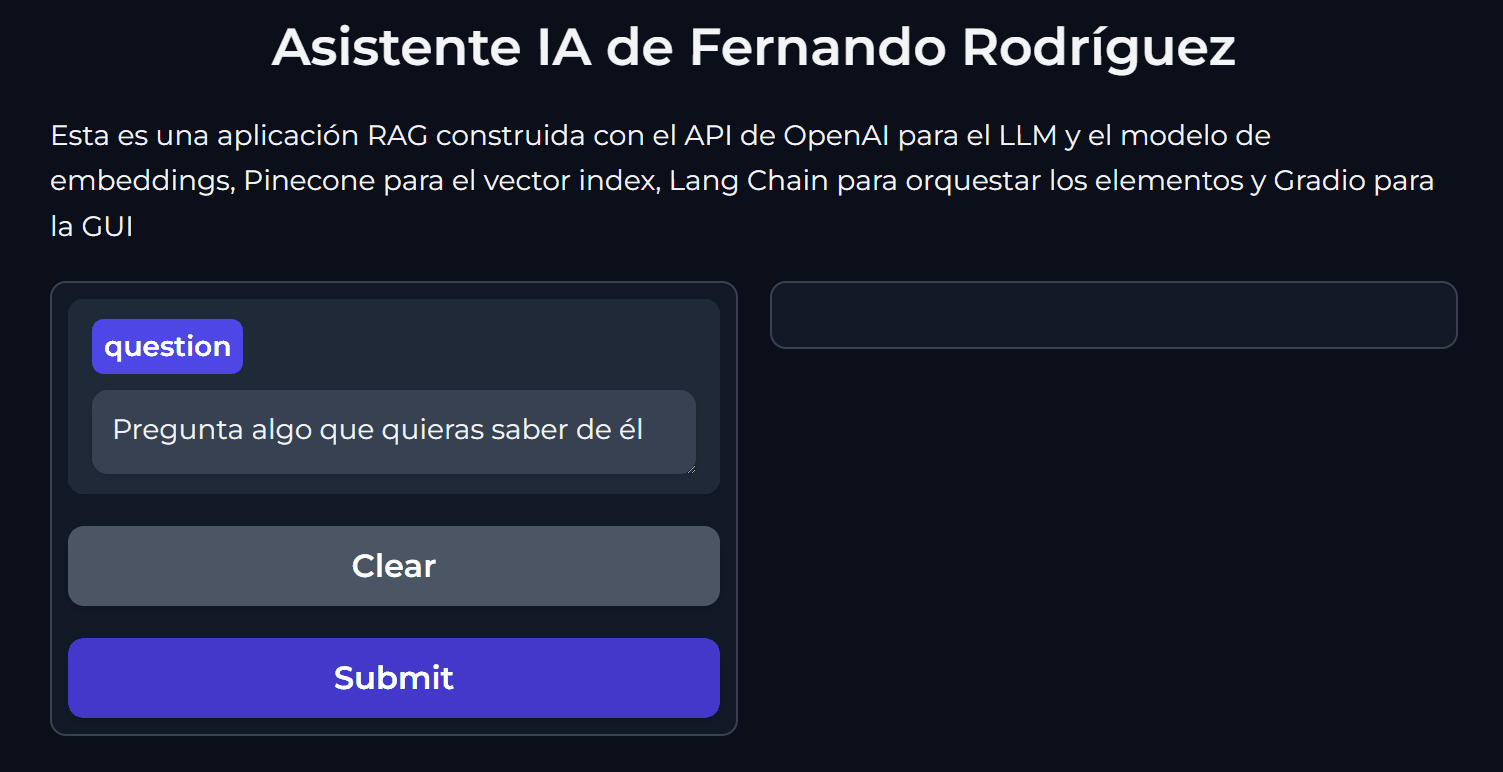 Asistente IA de Fernando Rodríguez
Esta es una aplicación RAG construida con el API de OpenAI para el LLM y el modelo de
embeddings, Pinecone para el vector index, Lang Chain para orquestar los elementos y Gradio para
la GUI
question
Pregunta algo que quieras saber de él
Clear
Submit